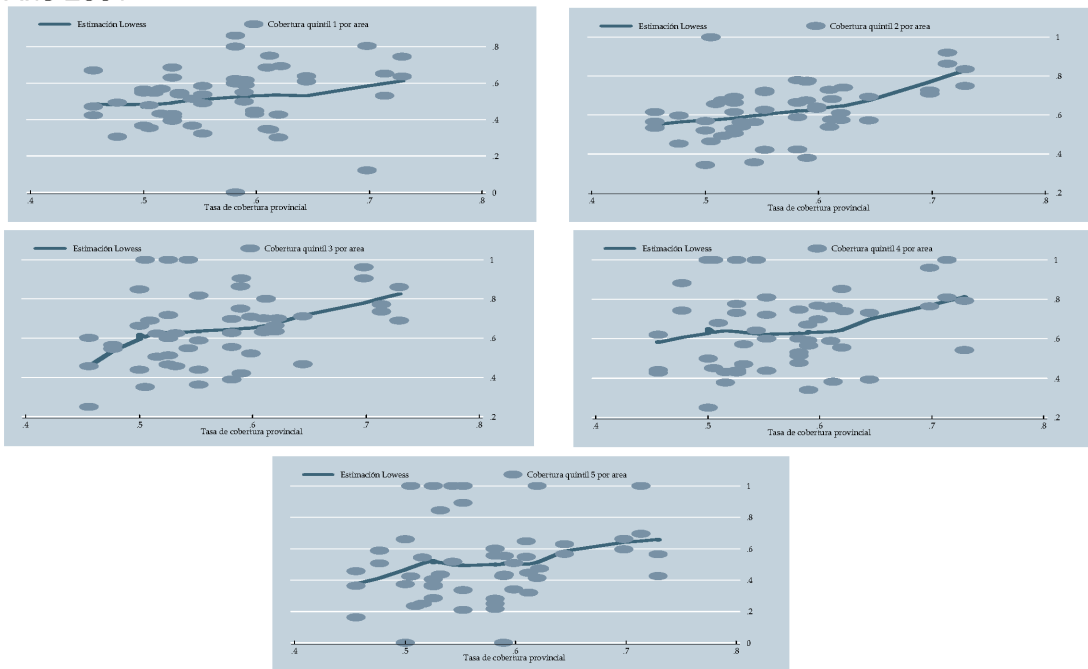 Estimación Lowess Cobertura quintil 1 por area
.8
.6
.4
.2
0
.4 .5 .6 .7 .8
Tasa de cobertura provincial
Estimación Lowess Cobertura quintil 2 por area
1
.8
.6
.4
.2
.4 .5 .6 .7 .8
Tasa de cobertura provincial
Estimación Lowess Cobertura quintil 3 por area
1
.8
.6
.4
.2
.4 .5 .6 .7 .8
Tasa de cobertura provincial
Estimación Lowess Cobertura quintil 4 por area
1
.8
.6
.4
.2
.4 .5 .6 .7 .8
Tasa de cobertura provincial
Estimación Lowess Cobertura quintil 5 por area
1
.8
.6
.4
.2
0
.4 .5 .6 .7 .8
Tasa de cobertura provincial